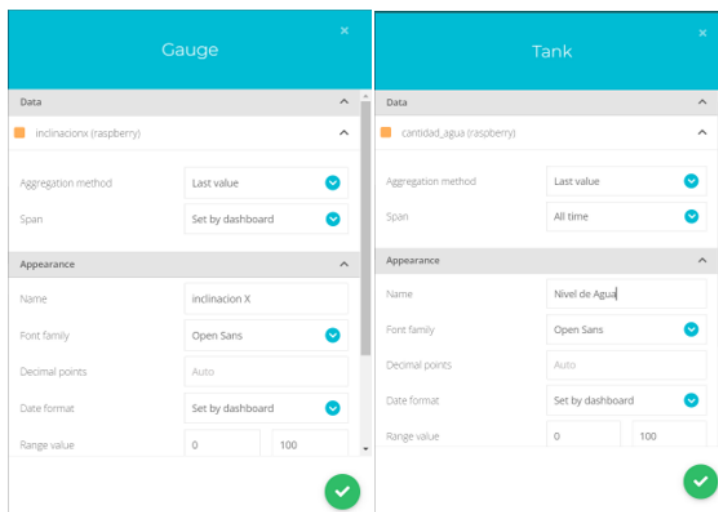 Gauge
Data
inclinacionx (raspberry)
Aggregation method Last value
Span Set by dashboard
Appearance
Name inclinacion X
Font family Open Sans
Decimal points Auto
Date format Set by dashboard
Range value 0 100
Tank
Data
cantidad_agua (raspberry)
Aggregation method Last value
Span All time
Appearance
Name Nivel de Agua
Font family Open Sans
Decimal points Auto
Date format Set by dashboard
Range value 0 100